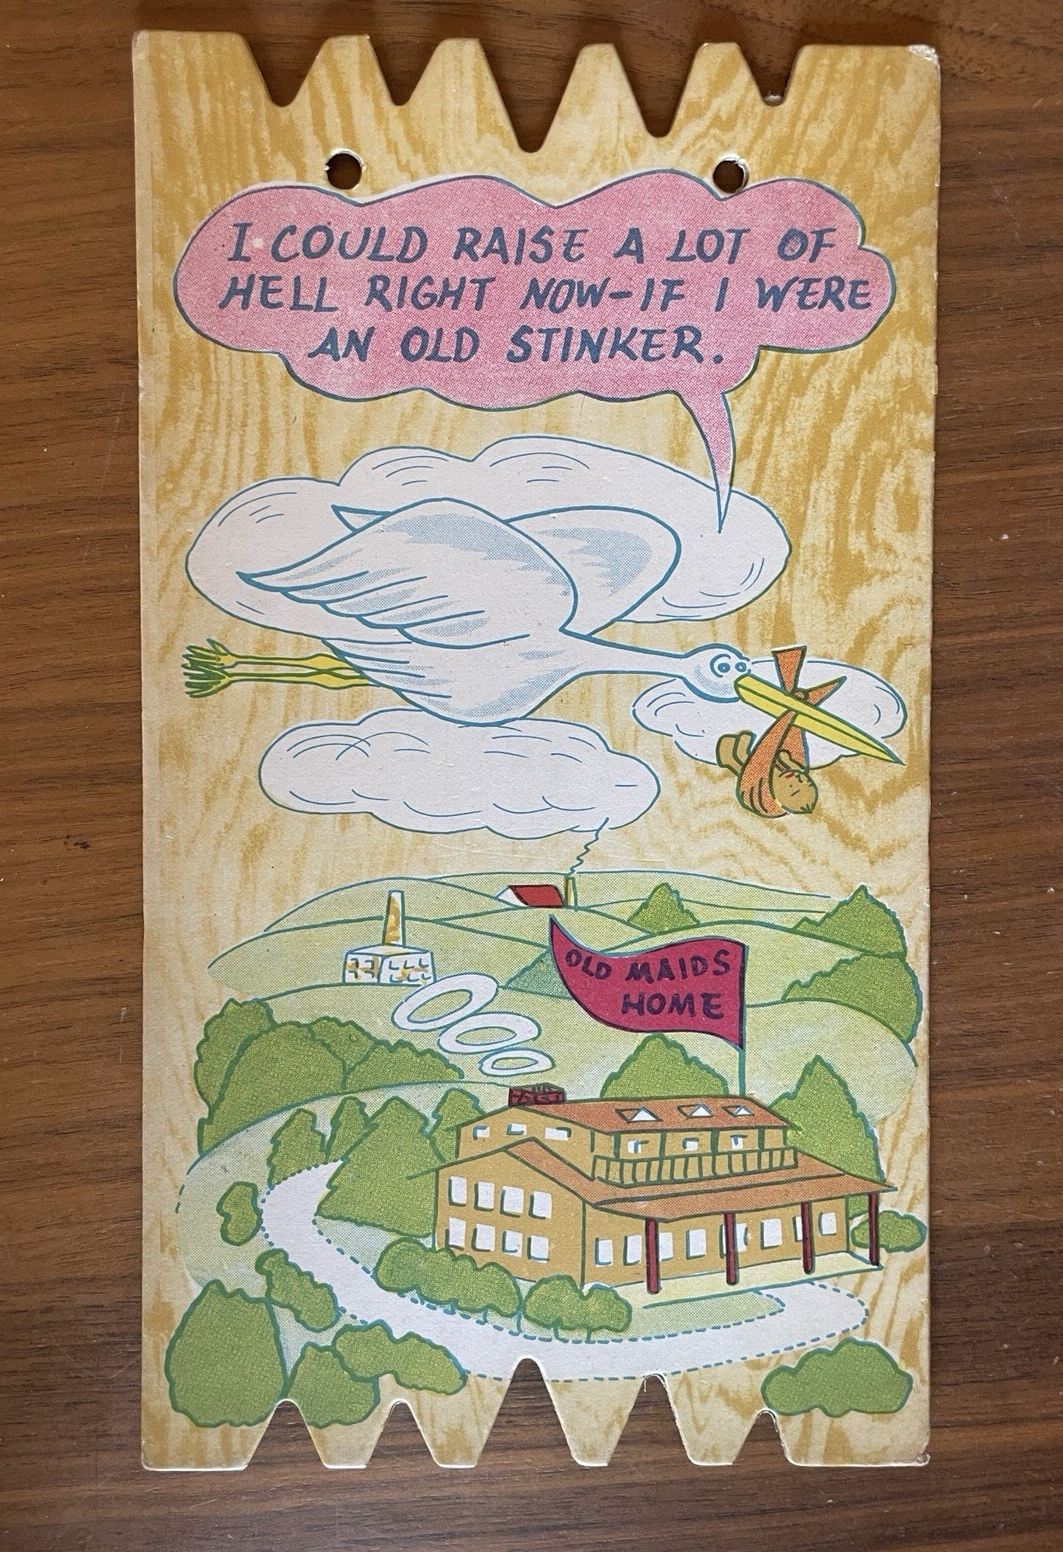 I COULD RAISE A LOT OF
HELL RIGHT NOW-IF I WERE
AN OLD STINKER.
OLD MAIDS
HOME